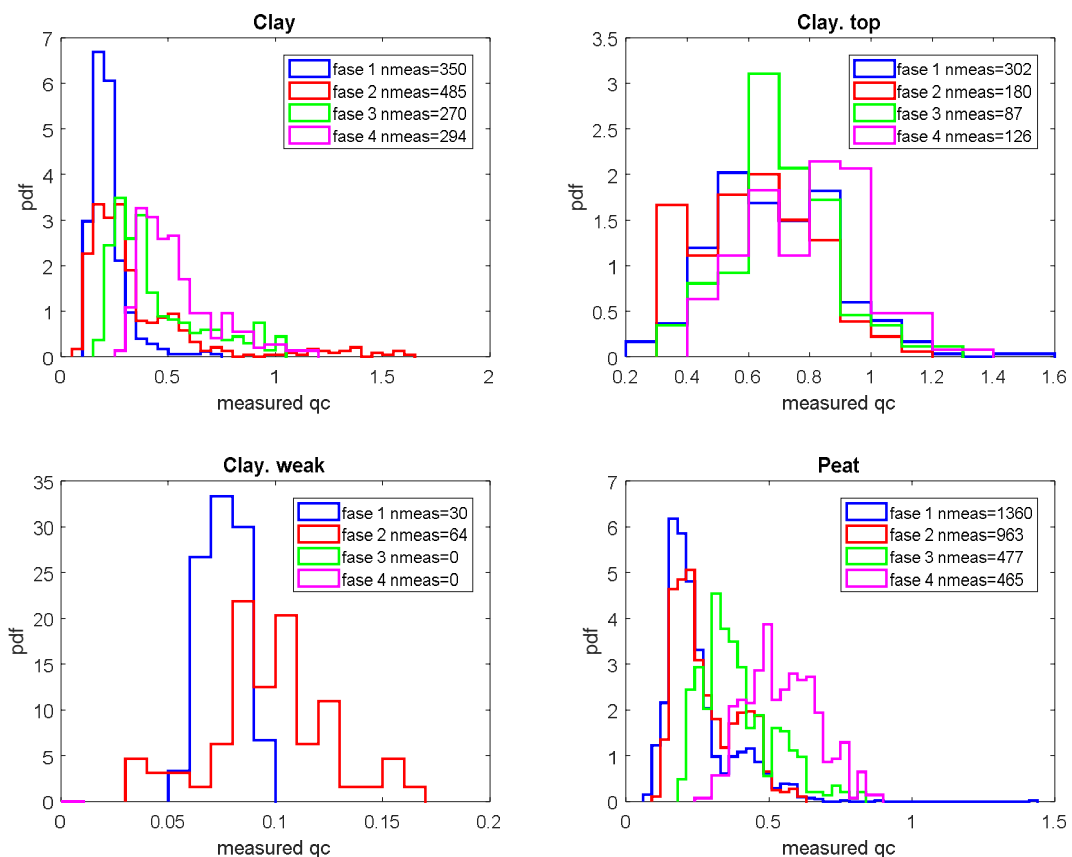 Clay
7
6
5
4
3
2
1
0
pdf
fase 1 nmeas=350
fase 2 nmeas=485
fase 3 nmeas=270
fase 4 nmeas=294
0 0.5 1 1.5 2
measured qc
Clay. top
3.5
3
2.5
2
1.5
1
0.5
0
pdf
fase 1 nmeas=302
fase 2 nmeas=180
fase 3 nmeas=87
fase 4 nmeas=126
0.2 0.4 0.6 0.8 1 1.2 1.4 1.6
measured qc
Clay. weak
35
30
25
20
15
10
5
0
pdf
fase 1 nmeas=30
fase 2 nmeas=64
fase 3 nmeas=0
fase 4 nmeas=0
0 0.05 0.1 0.15 0.2
measured qc
Peat
7
6
5
4
3
2
1
0
pdf
fase 1 nmeas=1360
fase 2 nmeas=963
fase 3 nmeas=477
fase 4 nmeas=465
0 0.5 1 1.5
measured qc